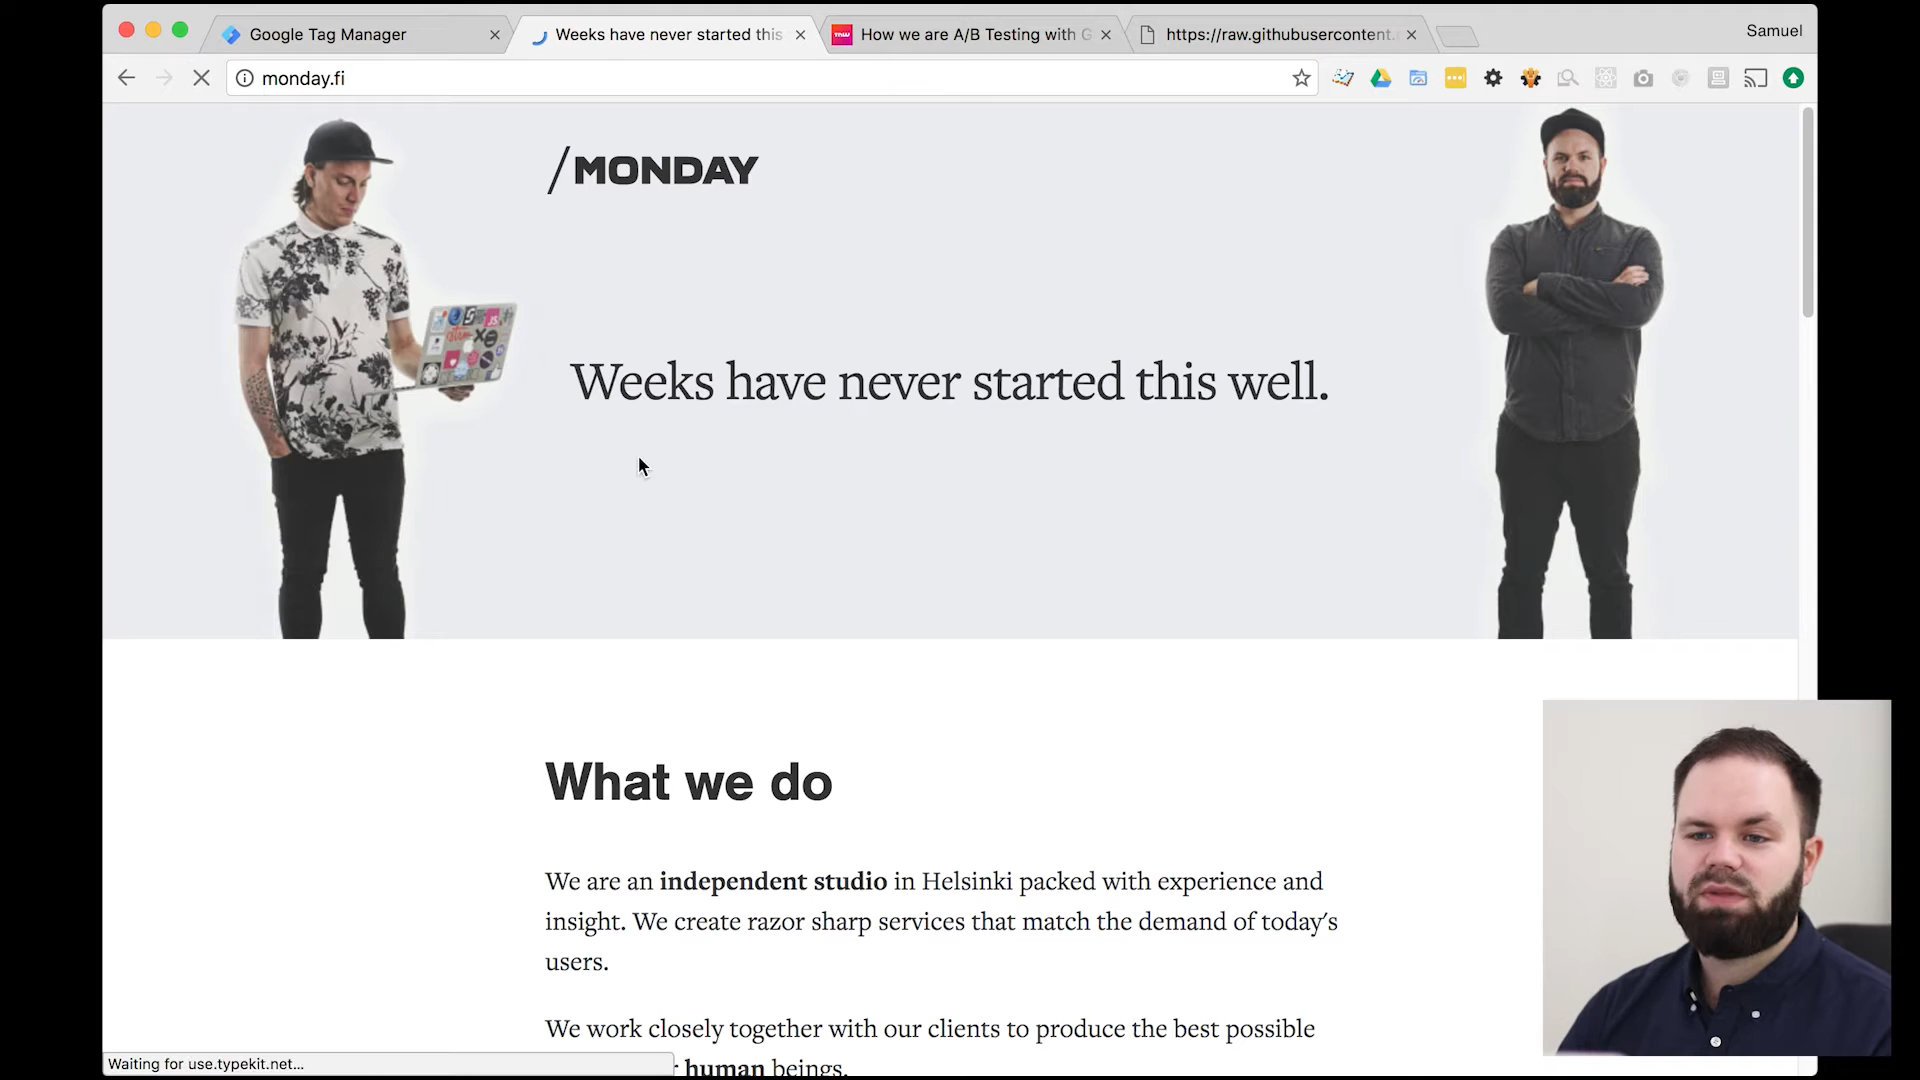 Google Tag Manager
Weeks have never started this
How we are A/B Testing with G
https://raw.githubusercontent.
Samuel
monday.fi
/MONDAY
Weeks have never started this well.
What we do
We are an independent studio in Helsinki packed with experience and
insight. We create razor sharp services that match the demand of today's
users.
We work closely together with our clients to produce the best possible
human beings.
Waiting for use.typekit.net...